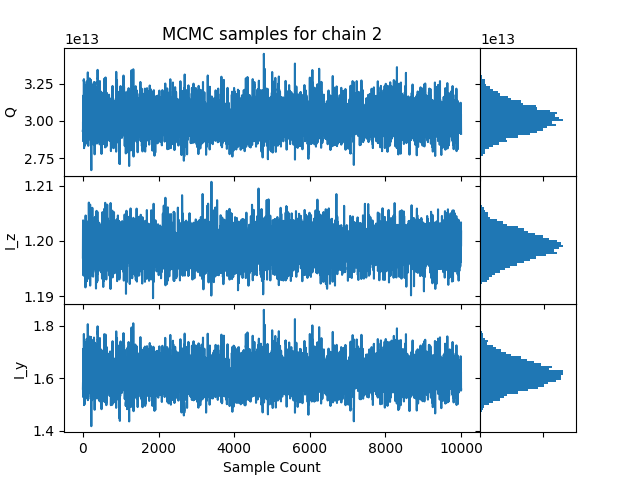 MCMC samples for chain 2
1e13
1e13
3.25
3.00
2.75
Q
1.21
1.20
1.19
I_z
1.8
1.6
1.4
I_y
0 2000 4000 6000 8000 10000
Sample Count